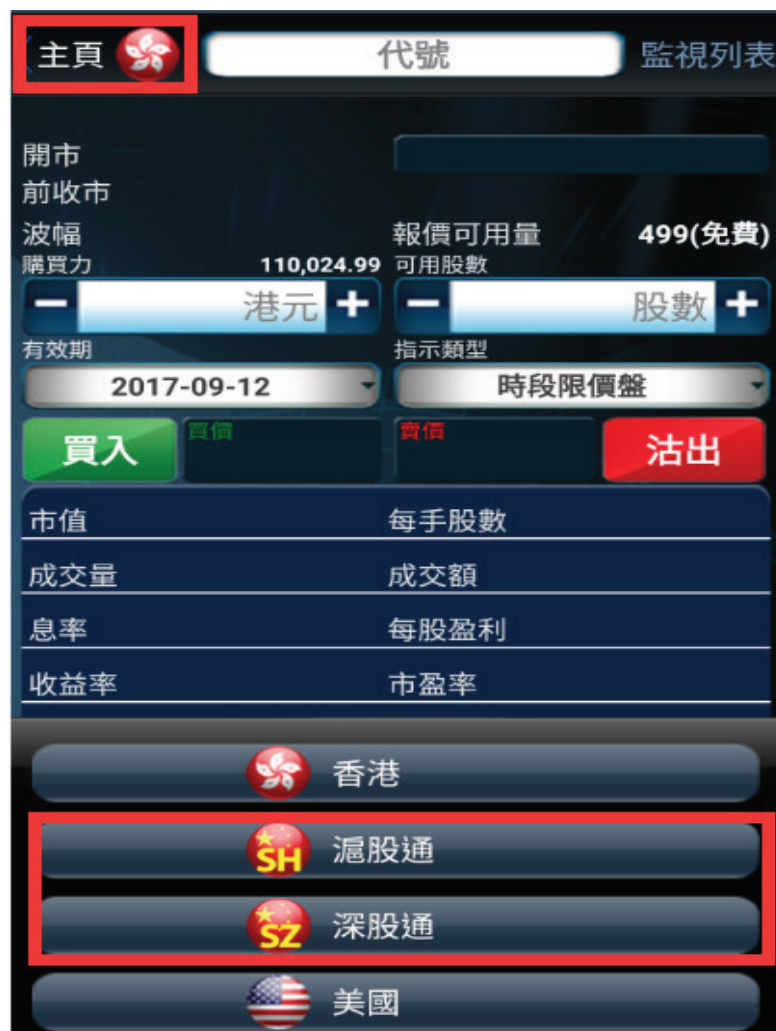 主頁 代號 監視列表
開市
前收市
波幅 報價可用量 499(免費)
購買力 110,024.99 可用股數
港元 股數
有效期 指示類型
2017-09-12 時段限價盤
買入 買價 賣價 沽出
市值 每手股數
成交量 成交額
息率 每股盈利
收益率 市盈率
香港
SH 滬股通
SZ 深股通
美國